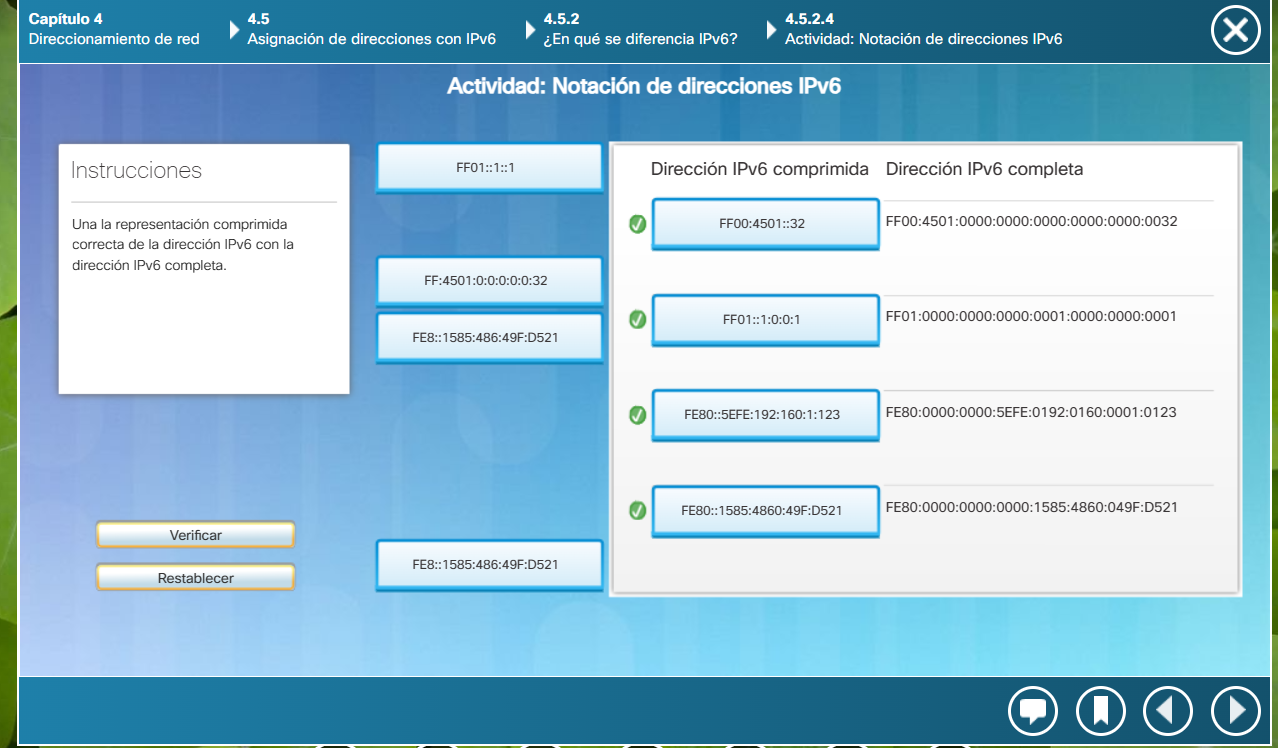 Capítulo 4
Direccionamiento de red
4.5
Asignación de direcciones con IPv6
4.5.2
¿En qué se diferencia IPv6?
4.5.2.4
Actividad: Notación de direcciones IPv6
Actividad: Notación de direcciones IPv6
Instrucciones
Una la representación comprimida
correcta de la dirección IPv6 con la
dirección IPv6 completa.
Verificar
Restablecer
FF01::1::1
FF:4501:0:0:0:0:0:32
FE8::1585:486:49F:D521
FE8::1585:486:49F:D521
Dirección IPv6 comprimida Dirección IPv6 completa
FF00:4501::32 FF00:4501:0000:0000:0000:0000:0000:0032
FF01::1:0:0:1 FF01:0000:0000:0000:0001:0000:0000:0001
FE80::5EFE:192:160:1:123 FE80:0000:0000:5EFE:0192:0160:0001:0123
FE80::1585:4860:49F:D521 FE80:0000:0000:0000:1585:4860:049F:D521